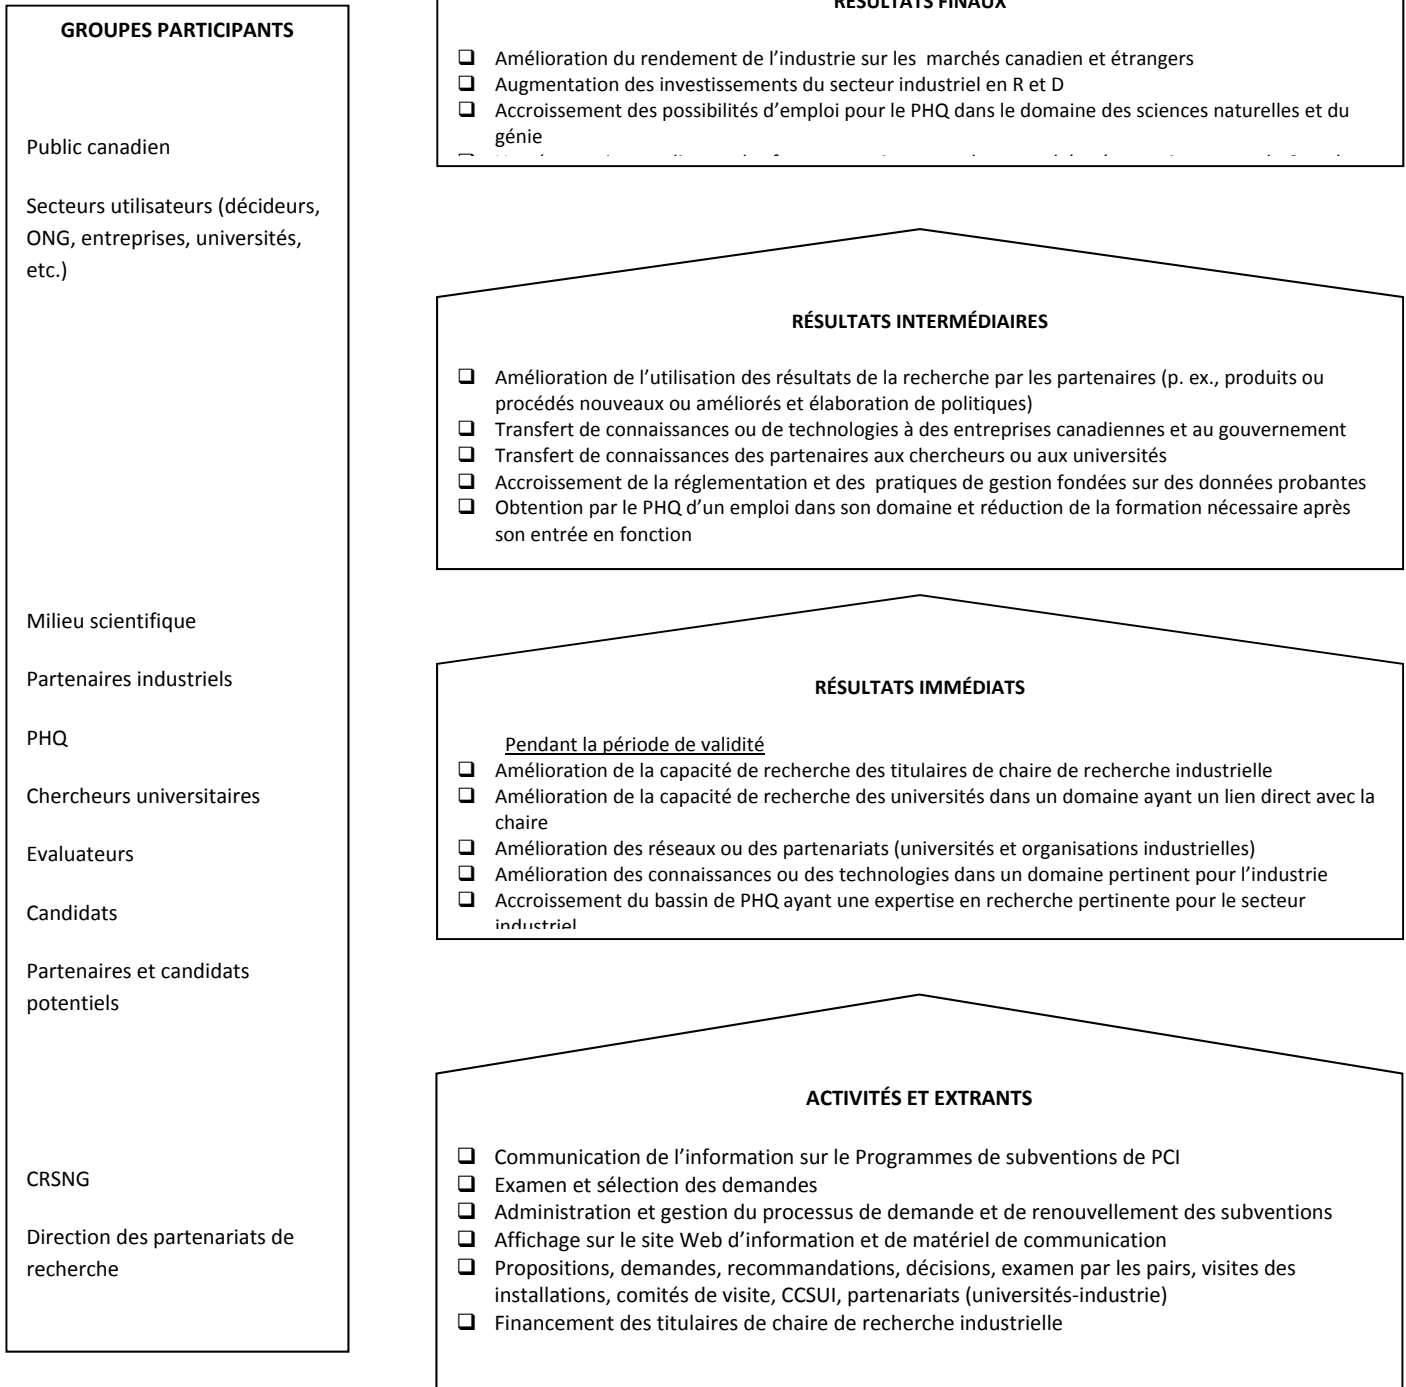 GROUPES PARTICIPANTS
Public canadien
Secteurs utilisateurs (décideurs,
ONG, entreprises, universités,
etc.)
Milieu scientifique
Partenaires industriels
PHQ
Chercheurs universitaires
Evaluateurs
Candidats
Partenaires et candidats
potentiels
CRSNG
Direction des partenariats de
recherche
RÉSULTATS FINAUX
❑ Amélioration du rendement de l’industrie sur les marchés canadien et étrangers
❑ Augmentation des investissements du secteur industriel en R et D
❑ Accroissement des possibilités d’emploi pour le PHQ dans le domaine des sciences naturelles et du
génie
RÉSULTATS INTERMÉDIAIRES
❑ Amélioration de l’utilisation des résultats de la recherche par les partenaires (p. ex., produits ou
procédés nouveaux ou améliorés et élaboration de politiques)
❑ Transfert de connaissances ou de technologies à des entreprises canadiennes et au gouvernement
❑ Transfert de connaissances des partenaires aux chercheurs ou aux universités
❑ Accroissement de la réglementation et des pratiques de gestion fondées sur des données probantes
❑ Obtention par le PHQ d’un emploi dans son domaine et réduction de la formation nécessaire après
son entrée en fonction
RÉSULTATS IMMÉDIATS
Pendant la période de validité
❑ Amélioration de la capacité de recherche des titulaires de chaire de recherche industrielle
❑ Amélioration de la capacité de recherche des universités dans un domaine ayant un lien direct avec la
chaire
❑ Amélioration des réseaux ou des partenariats (universités et organisations industrielles)
❑ Amélioration des connaissances ou des technologies dans un domaine pertinent pour l’industrie
❑ Accroissement du bassin de PHQ ayant une expertise en recherche pertinente pour le secteur
industriel
ACTIVITÉS ET EXTRANTS
❑ Communication de l’information sur le Programmes de subventions de PCI
❑ Examen et sélection des demandes
❑ Administration et gestion du processus de demande et de renouvellement des subventions
❑ Affichage sur le site Web d’information et de matériel de communication
❑ Propositions, demandes, recommandations, décisions, examen par les pairs, visites des
installations, comités de visite, CCSUI, partenariats (universités-industrie)
❑ Financement des titulaires de chaire de recherche industrielle